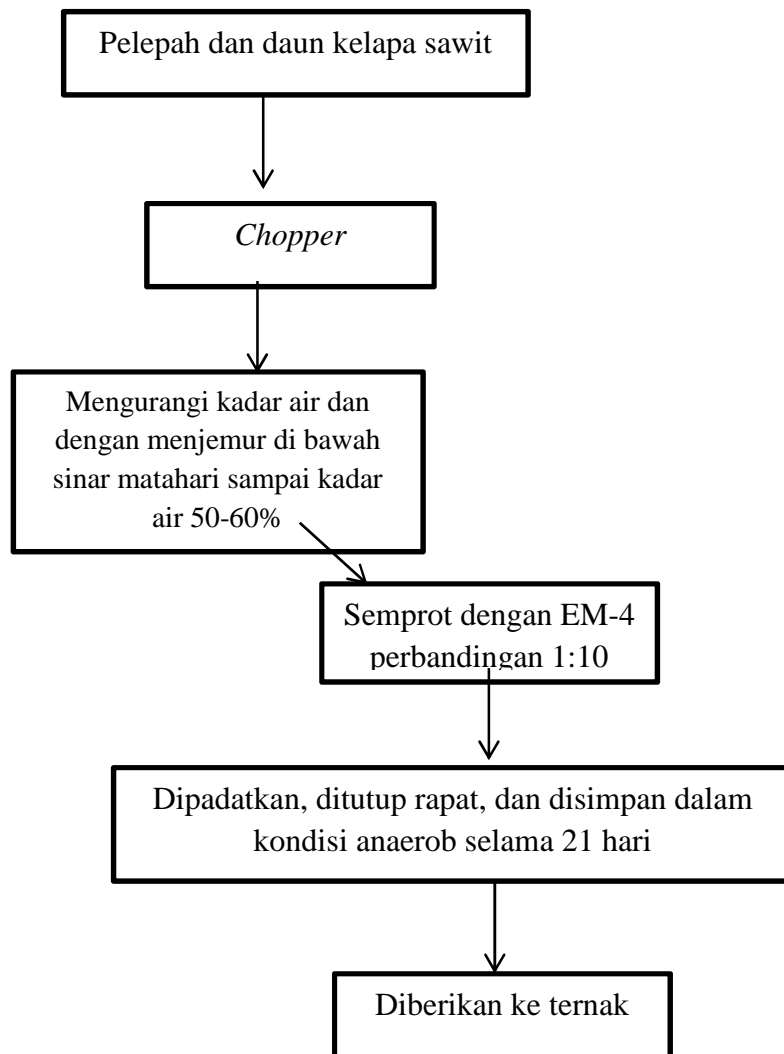 Pelepah dan daun kelapa sawit
Chopper
Mengurangi kadar air dan
dengan menjemur di bawah
sinar matahari sampai kadar
air 50-60%
Semprot dengan EM-4
perbandingan 1:10
Dipadatkan, ditutup rapat, dan disimpan dalam
kondisi anaerob selama 21 hari
Diberikan ke ternak